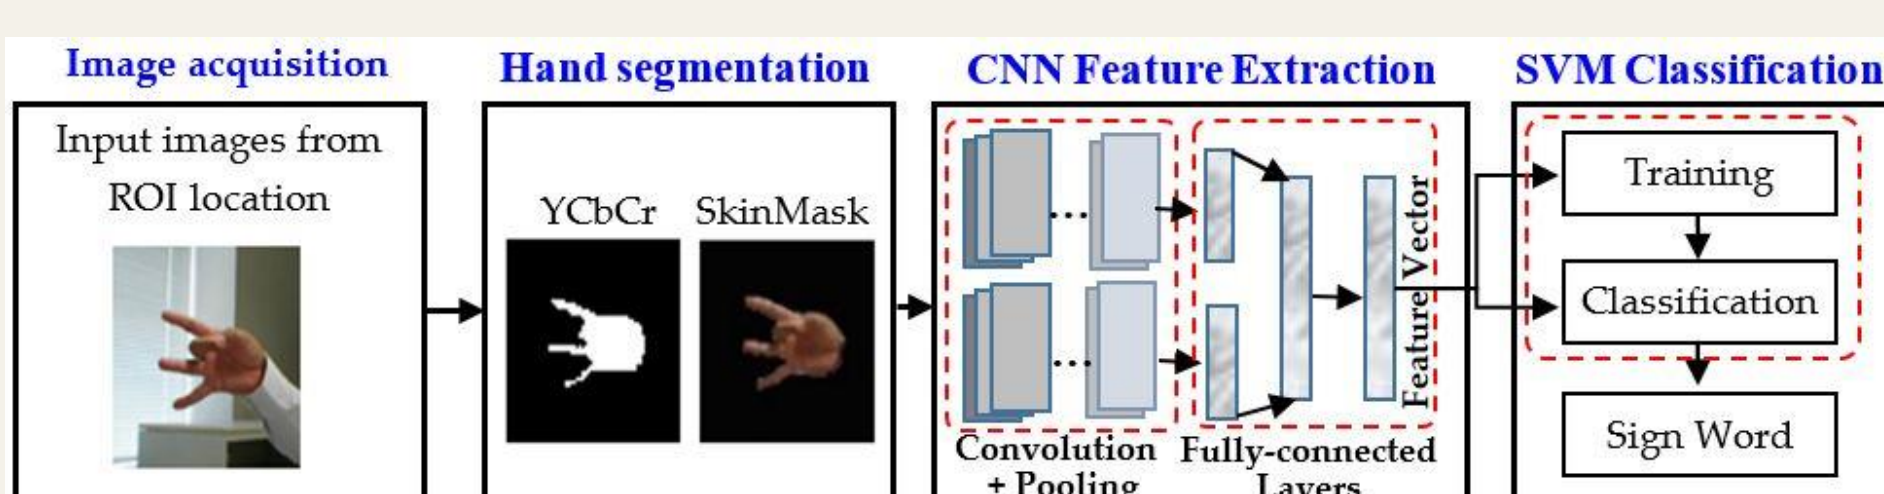 Image acquisition
Input images from
ROI location
Hand segmentation
YCbCr
SkinMask
CNN Feature Extraction
...
...
Convolution
+ Pooling
Fully-connected
Layers
Feature Vector
SVM Classification
Training
Classification
Sign Word